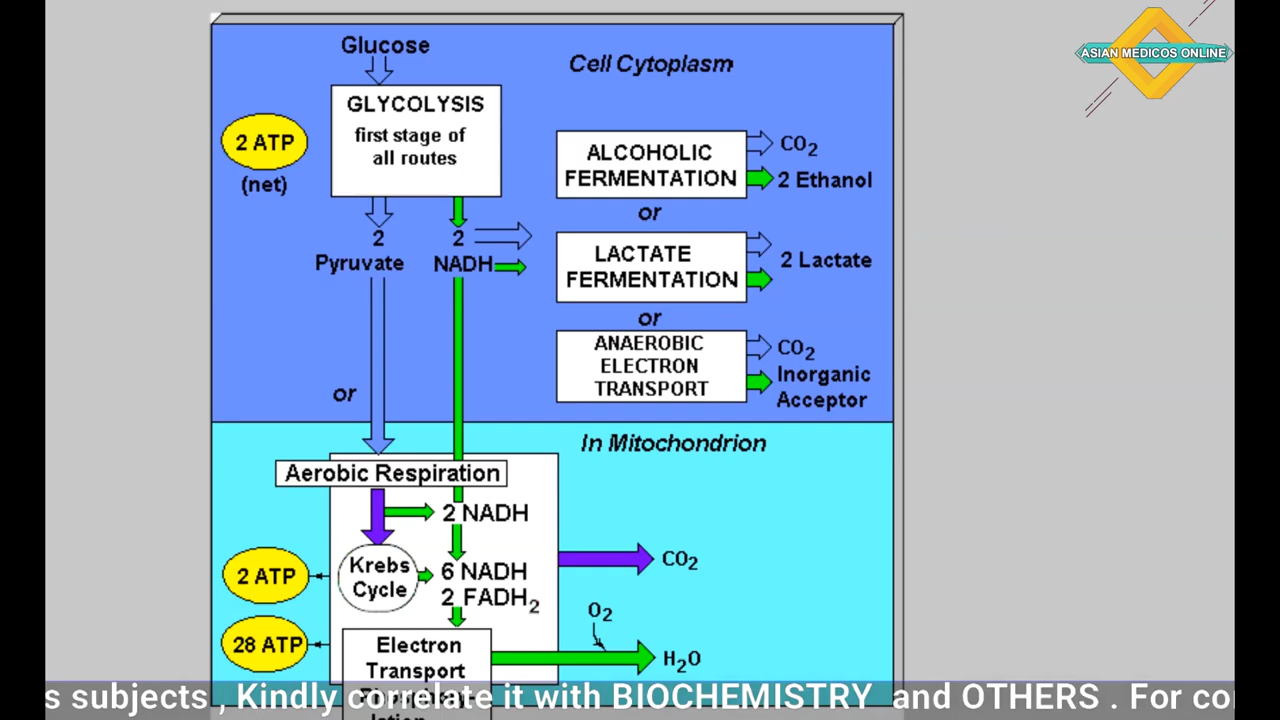 ASIAN MEDICOS ONLINE
Glucose
Cell Cytoplasm
GLYCOLYSIS
first stage of
all routes
2 ATP
(net)
ALCOHOLIC
FERMENTATION
CO2
2 Ethanol
or
2
Pyruvate
2
NADH
LACTATE
FERMENTATION
2 Lactate
or
ANAEROBIC
ELECTRON
TRANSPORT
CO2
Inorganic
Acceptor
or
In Mitochondrion
Aerobic Respiration
2 NADH
Krebs
Cycle
2 ATP
6 NADH
2 FADH2
CO2
O2
28 ATP
Electron
Transport
H2O
s subjects , Kindly correlate it with BIOCHEMISTRY and OTHERS . For co